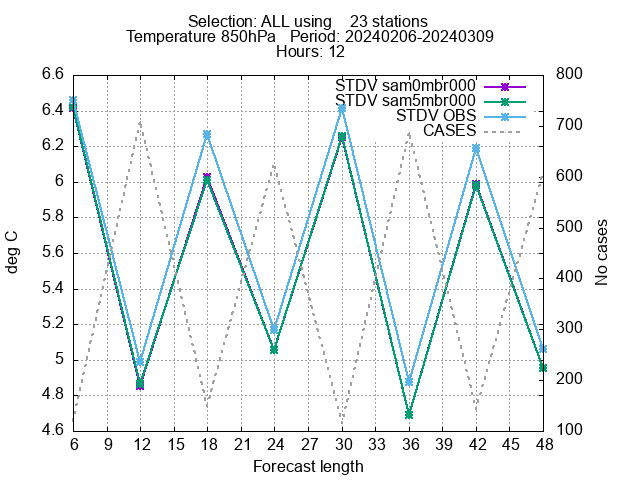 Selection: ALL using    23 stations
Temperature 850hPa   Period: 20240206-20240309
Hours: 12
STDV sam0mbr000
STDV sam5mbr000
STDV OBS
CASES
6.6
6.4
6.2
6
5.8
5.6
5.4
5.2
5
4.8
4.6
deg C
800
700
600
500
400
300
200
100
No cases
6 9 12 15 18 21 24 27 30 33 36 39 42 45 48
Forecast length